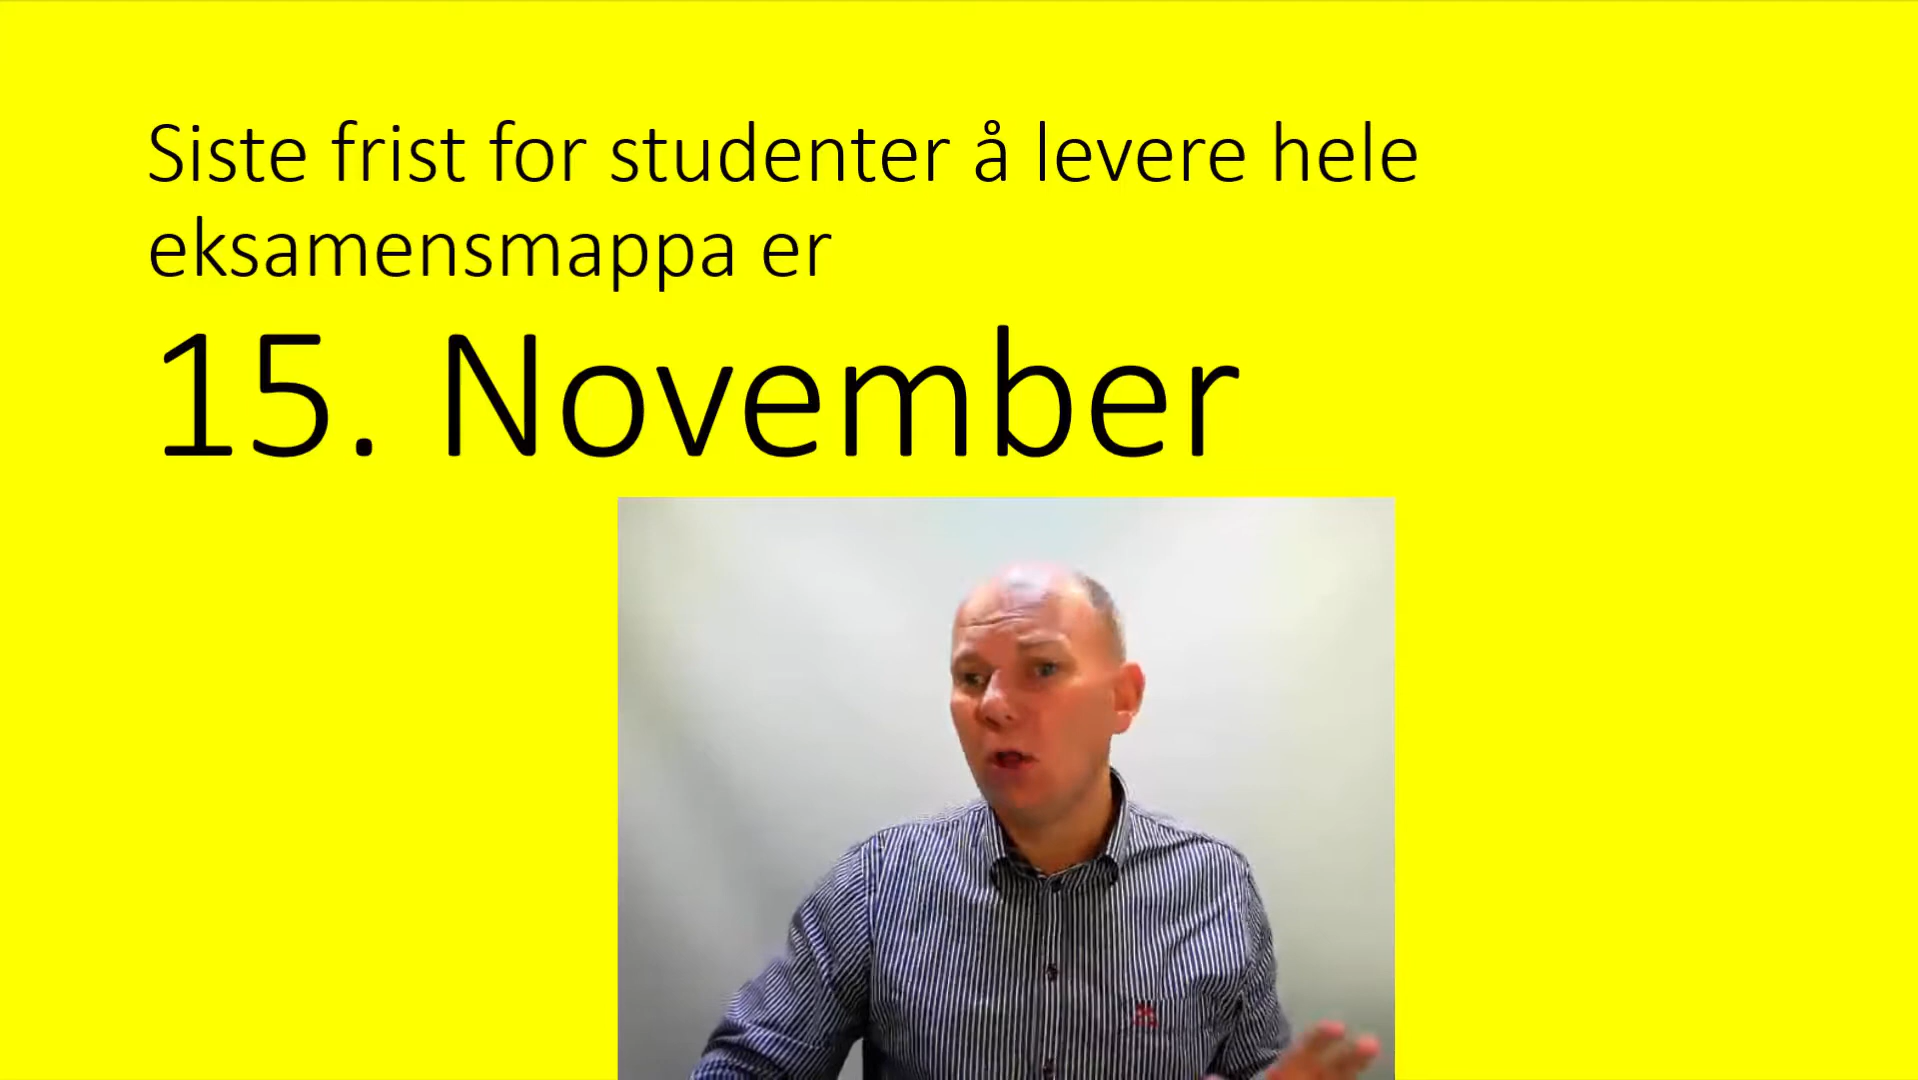 Siste frist for studenter å levere hele
eksamensmappa er
15. November